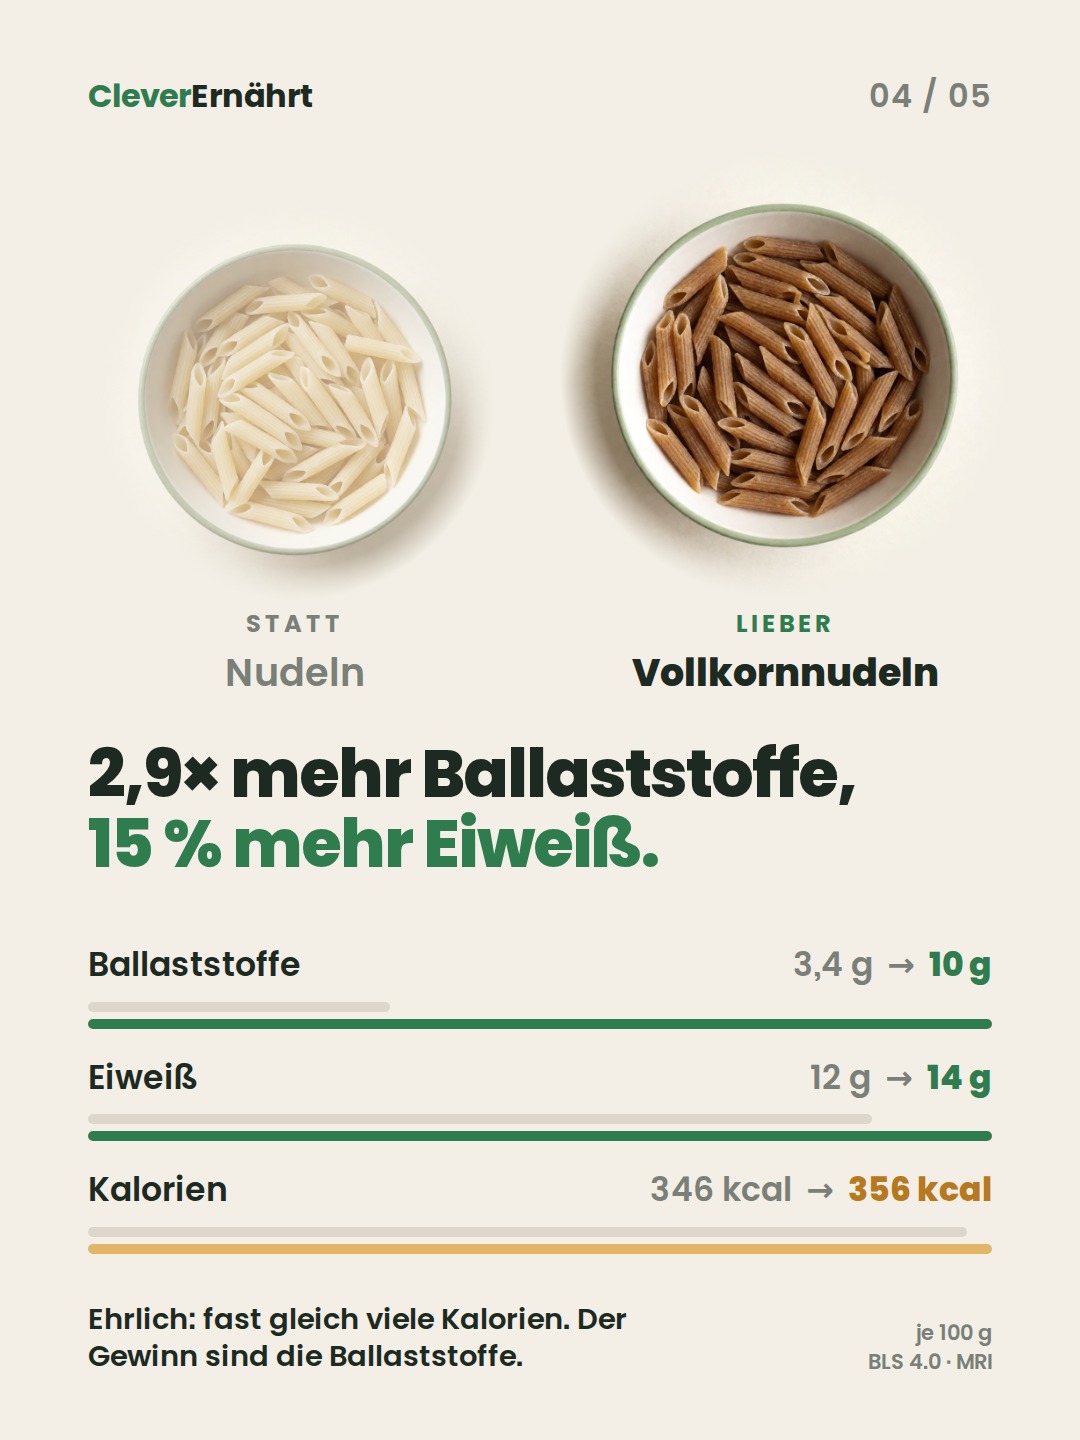 CleverErnährt
04 / 05
STATT
Nudeln
LIEBER
Vollkornnudeln
2,9× mehr Ballaststoffe,
15 % mehr Eiweiß.
Ballaststoffe
3,4 g → 10 g
Eiweiß
12 g → 14 g
Kalorien
346 kcal → 356 kcal
Ehrlich: fast gleich viele Kalorien. Der
Gewinn sind die Ballaststoffe.
je 100 g
BLS 4.0 · MRI